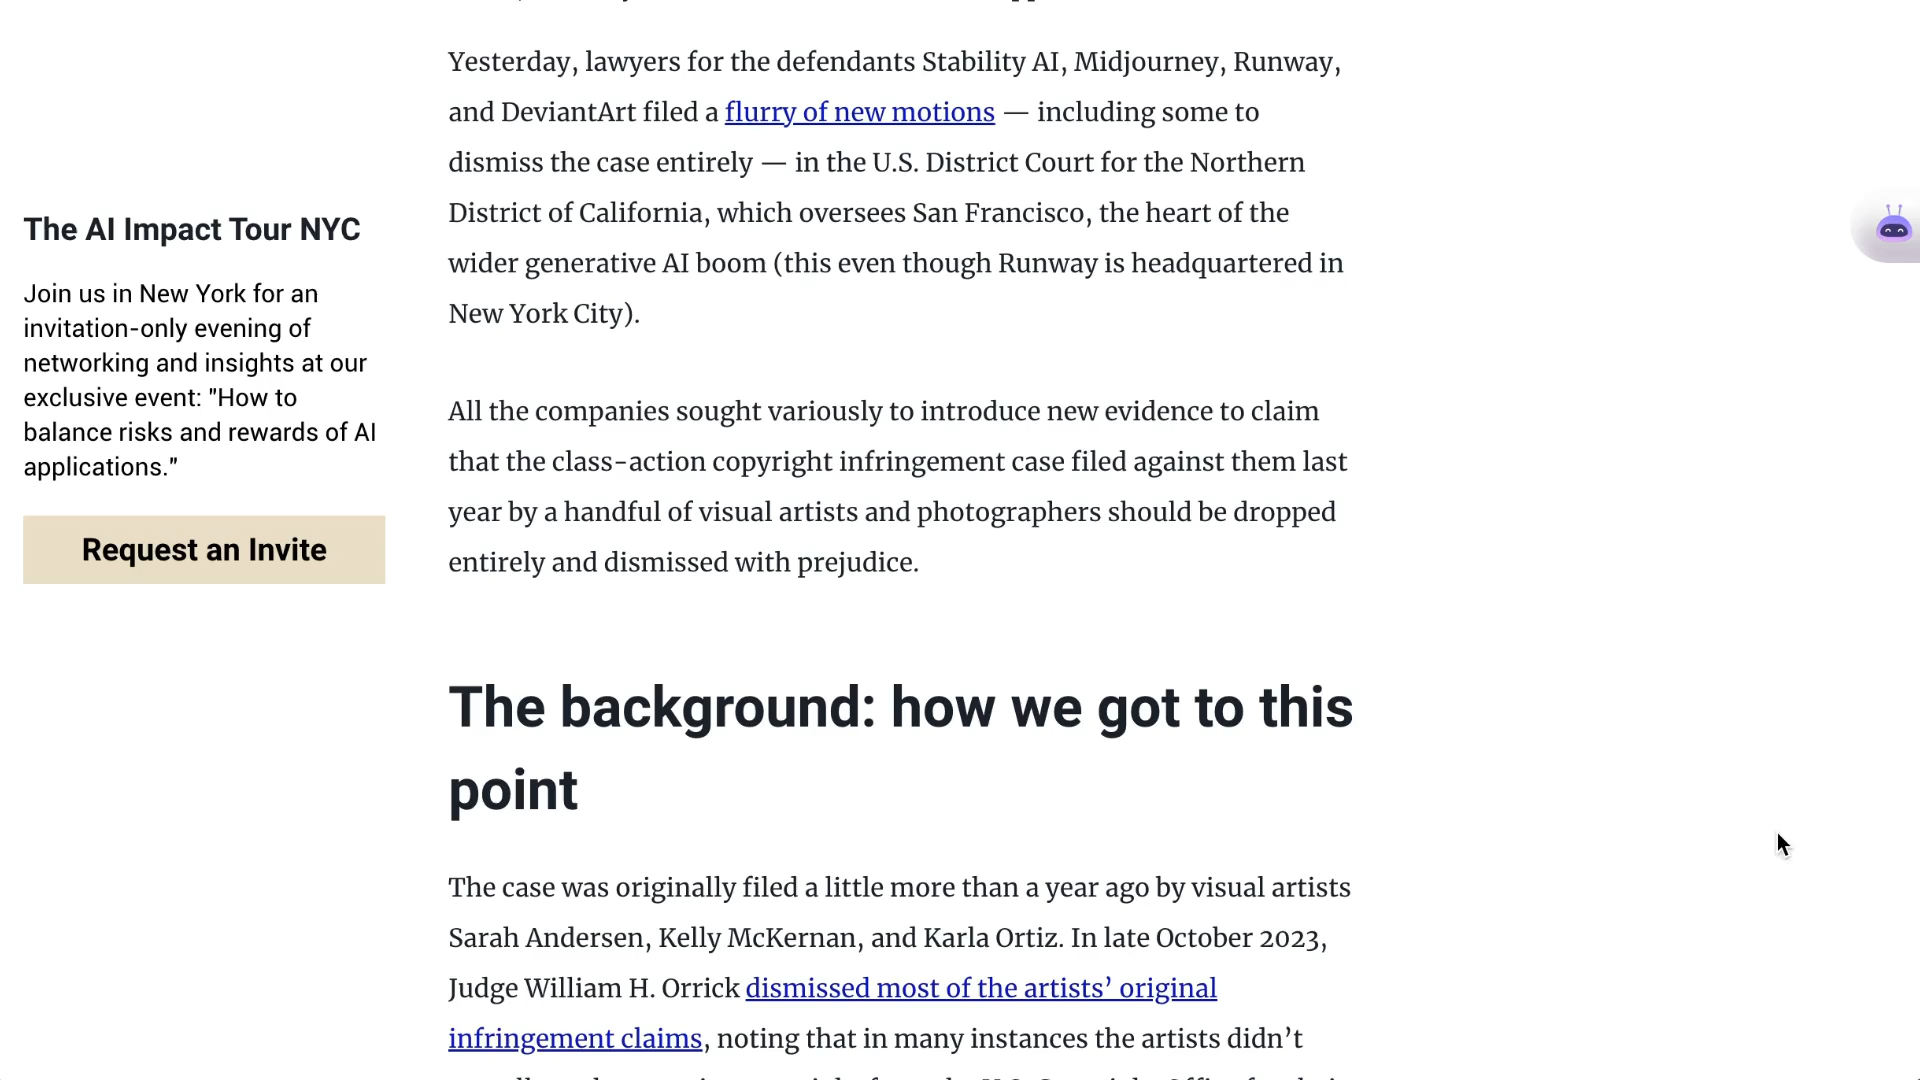 Yesterday, lawyers for the defendants Stability AI, Midjourney, Runway,
and DeviantArt filed a flurry of new motions — including some to
dismiss the case entirely — in the U.S. District Court for the Northern
District of California, which oversees San Francisco, the heart of the
wider generative AI boom (this even though Runway is headquartered in
New York City).
The AI Impact Tour NYC
Join us in New York for an
invitation-only evening of
networking and insights at our
exclusive event: "How to
balance risks and rewards of AI
applications."
Request an Invite
All the companies sought variously to introduce new evidence to claim
that the class-action copyright infringement case filed against them last
year by a handful of visual artists and photographers should be dropped
entirely and dismissed with prejudice.
The background: how we got to this
point
The case was originally filed a little more than a year ago by visual artists
Sarah Andersen, Kelly McKernan, and Karla Ortiz. In late October 2023,
Judge William H. Orrick dismissed most of the artists’ original
infringement claims, noting that in many instances the artists didn’t